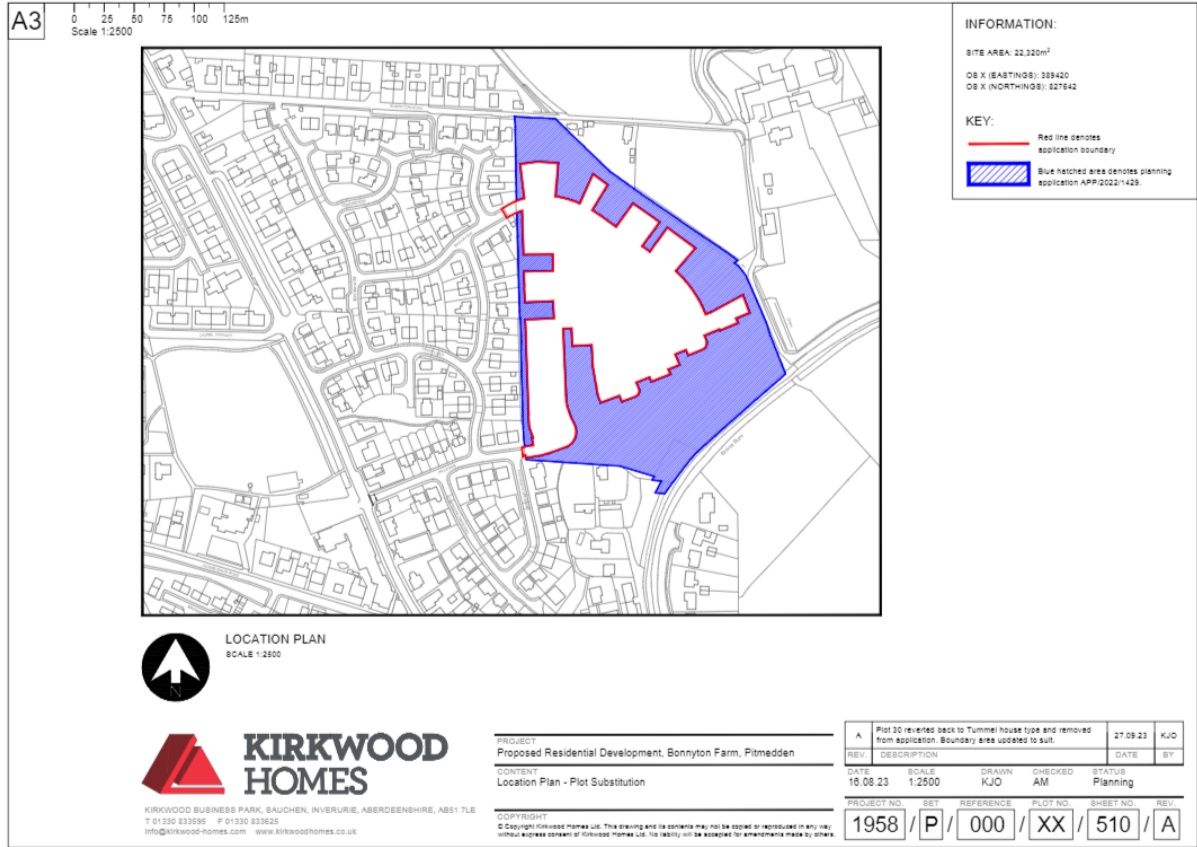 A3
0 25 50 75 100 125m
Scale 1:2500
INFORMATION:
SITE AREA: 22,320m²
OS X (EASTINGS): 389420
OS X (NORTHINGS): 827642
KEY:
Red line denotes
application boundary
Blue hatched area denotes planning
application APP/2022/1429.
LOCATION PLAN
SCALE 1:2500
N
KIRKWOOD
HOMES
KIRKWOOD BUSINESS PARK, SAUCHEN, INVERURIE, ABERDEENSHIRE, AB51 7LE
T 01330 833595 F 01330 833625
info@kirkwood-homes.com www.kirkwoodhomes.co.uk
PROJECT
Proposed Residential Development, Bonnyton Farm, Pitmedden
CONTENT
Location Plan - Plot Substitution
COPYRIGHT
© Copyright Kirkwood Homes Ltd. This drawing and its contents may not be copied or reproduced in any way
without express consent of Kirkwood Homes Ltd. No liability will be accepted for amendments made by others.
A Plot 30 reverted back to Tummel house type and removed from application. Boundary area updated to suit. 27.09.23 KJO
REV. DESCRIPTION DATE BY
DATE SCALE DRAWN CHECKED STATUS
16.08.23 1:2500 KJO AM Planning
PROJECT NO. SET REFERENCE PLOT NO. SHEET NO. REV.
1958 / P / 000 / XX / 510 / A